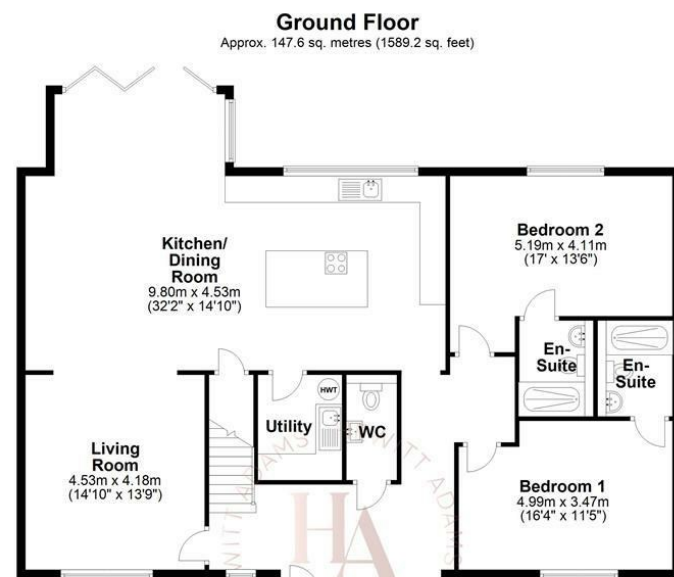 Ground Floor
Approx. 147.6 sq. metres (1589.2 sq. feet)
Kitchen/
Dining
Room
9.80m x 4.53m
(32'2" x 14'10")
Bedroom 2
5.19m x 4.11m
(17' x 13'6")
En-
Suite
En-
Suite
HWT
Utility
WC
Living
Room
4.53m x 4.18m
(14'10" x 13'9")
Bedroom 1
4.99m x 3.47m
(16'4" x 11'5")
HA